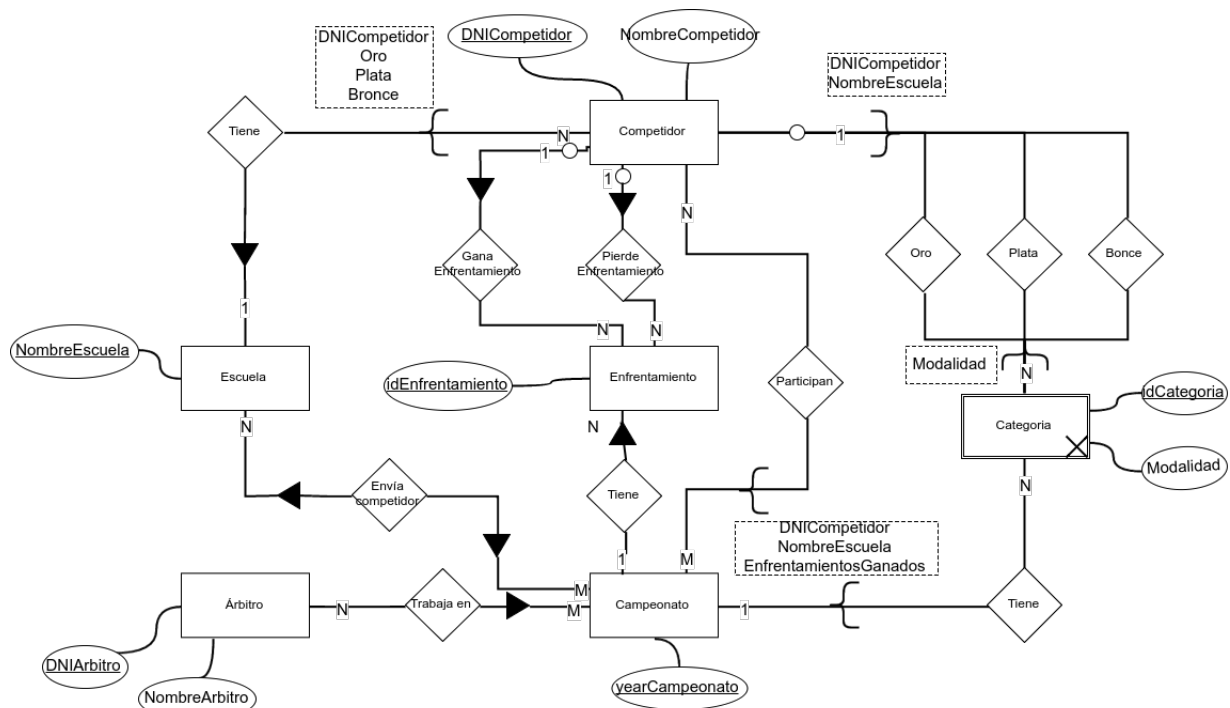 DNICompetidor
Oro
Plata
Bronce
DNICompetidor
NombreCompetidor
DNICompetidor
NombreEscuela
Tiene
N
Competidor
1
1
1
N
Gana
Enfrentamiento
Pierde
Enfrentamiento
Oro
Plata
Bonce
1
N
N
NombreEscuela
Escuela
idEnfrentamiento
Enfrentamiento
Participan
Modalidad
N
idCategoria
Categoria
Modalidad
N
N
N
Envía
competidor
Tiene
DNICompetidor
NombreEscuela
EnfrentamientosGanados
1
M
M
Árbitro
N
Trabaja en
M
Campeonato
1
Tiene
DNIArbitro
NombreArbitro
yearCampeonato